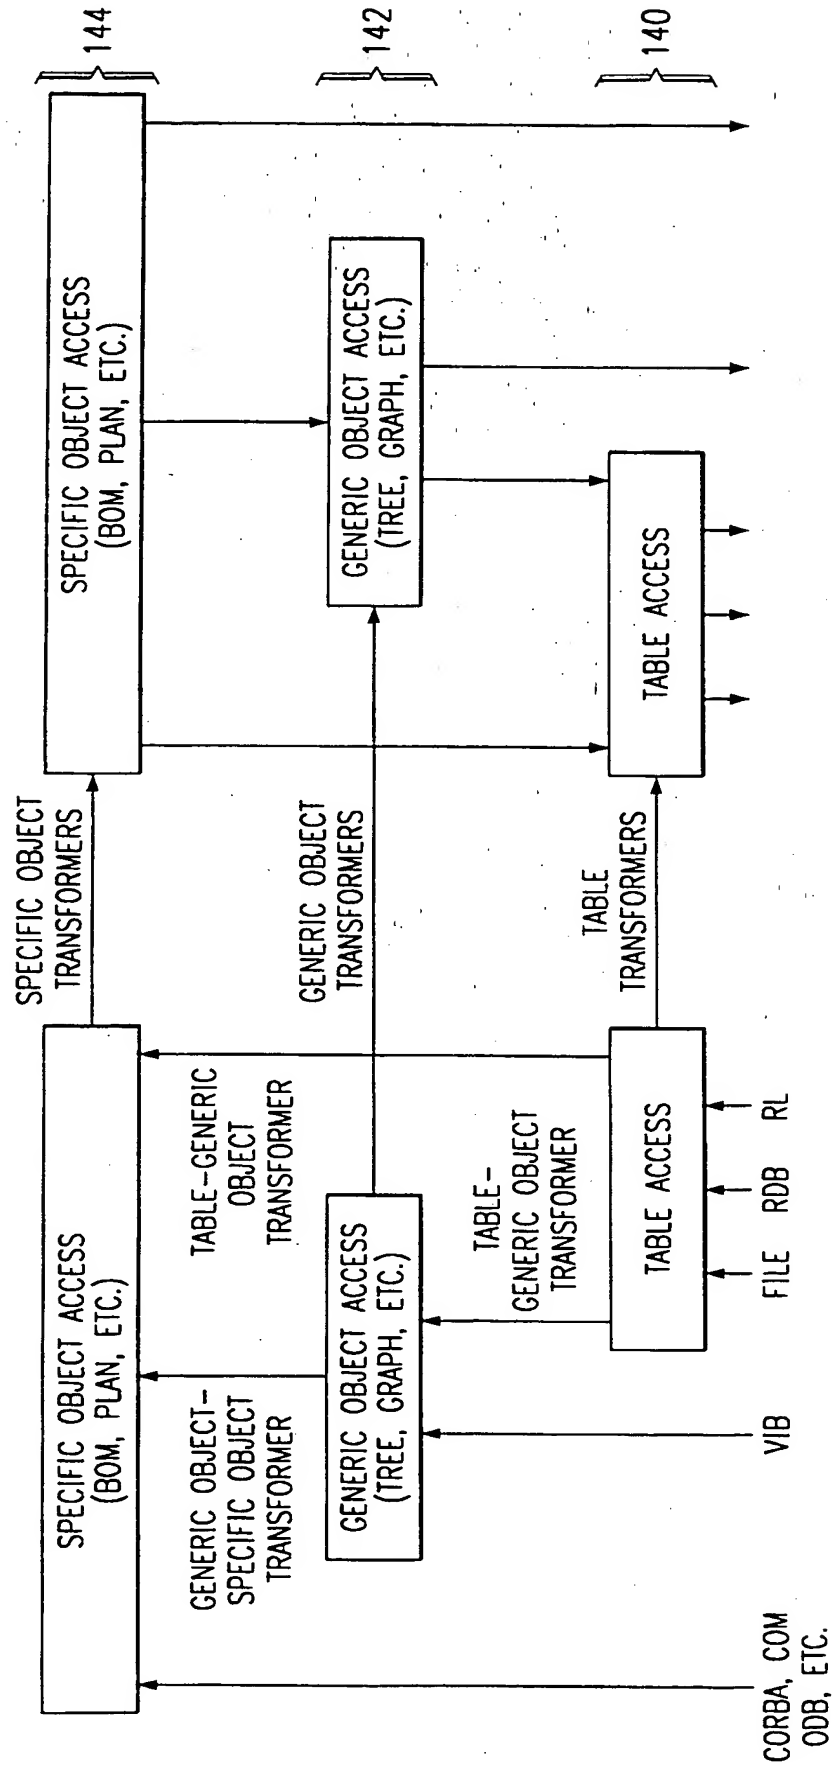 SPECIFIC OBJECT ACCESS
(BOM, PLAN, ETC.)
SPECIFIC OBJECT
TRANSFORMERS
SPECIFIC OBJECT ACCESS
(BOM, PLAN, ETC.)
144
GENERIC OBJECT-
SPECIFIC OBJECT
TRANSFORMER
TABLE-GENERIC
OBJECT
TRANSFORMER
GENERIC OBJECT ACCESS
(TREE, GRAPH, ETC.)
GENERIC OBJECT
TRANSFORMERS
GENERIC OBJECT ACCESS
(TREE, GRAPH, ETC.)
142
TABLE-
GENERIC OBJECT
TRANSFORMER
TABLE ACCESS
TABLE
TRANSFORMERS
TABLE ACCESS
140
CORBA, COM
ODB, ETC.
VIB
FILE
RDB
RL